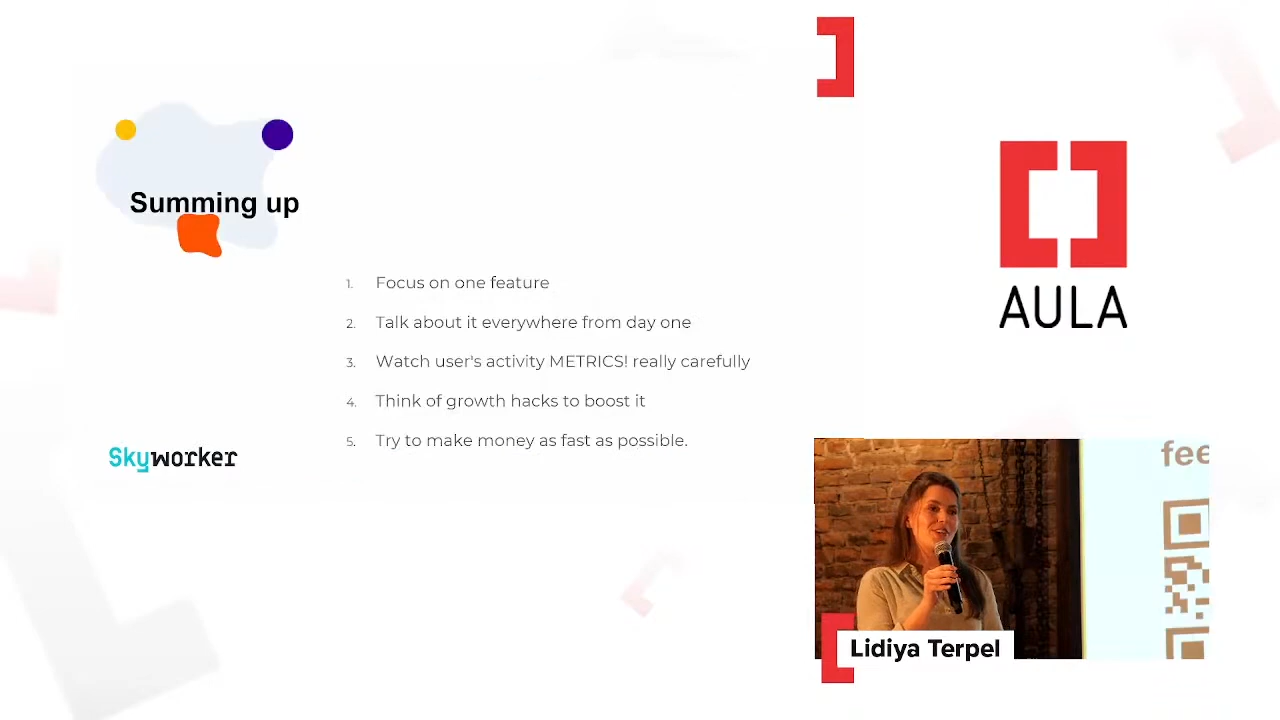 Summing up
1. Focus on one feature
2. Talk about it everywhere from day one
3. Watch user's activity METRICS! really carefully
4. Think of growth hacks to boost it
5. Try to make money as fast as possible.
Skyworker
AULA
fee
Lidiya Terpel